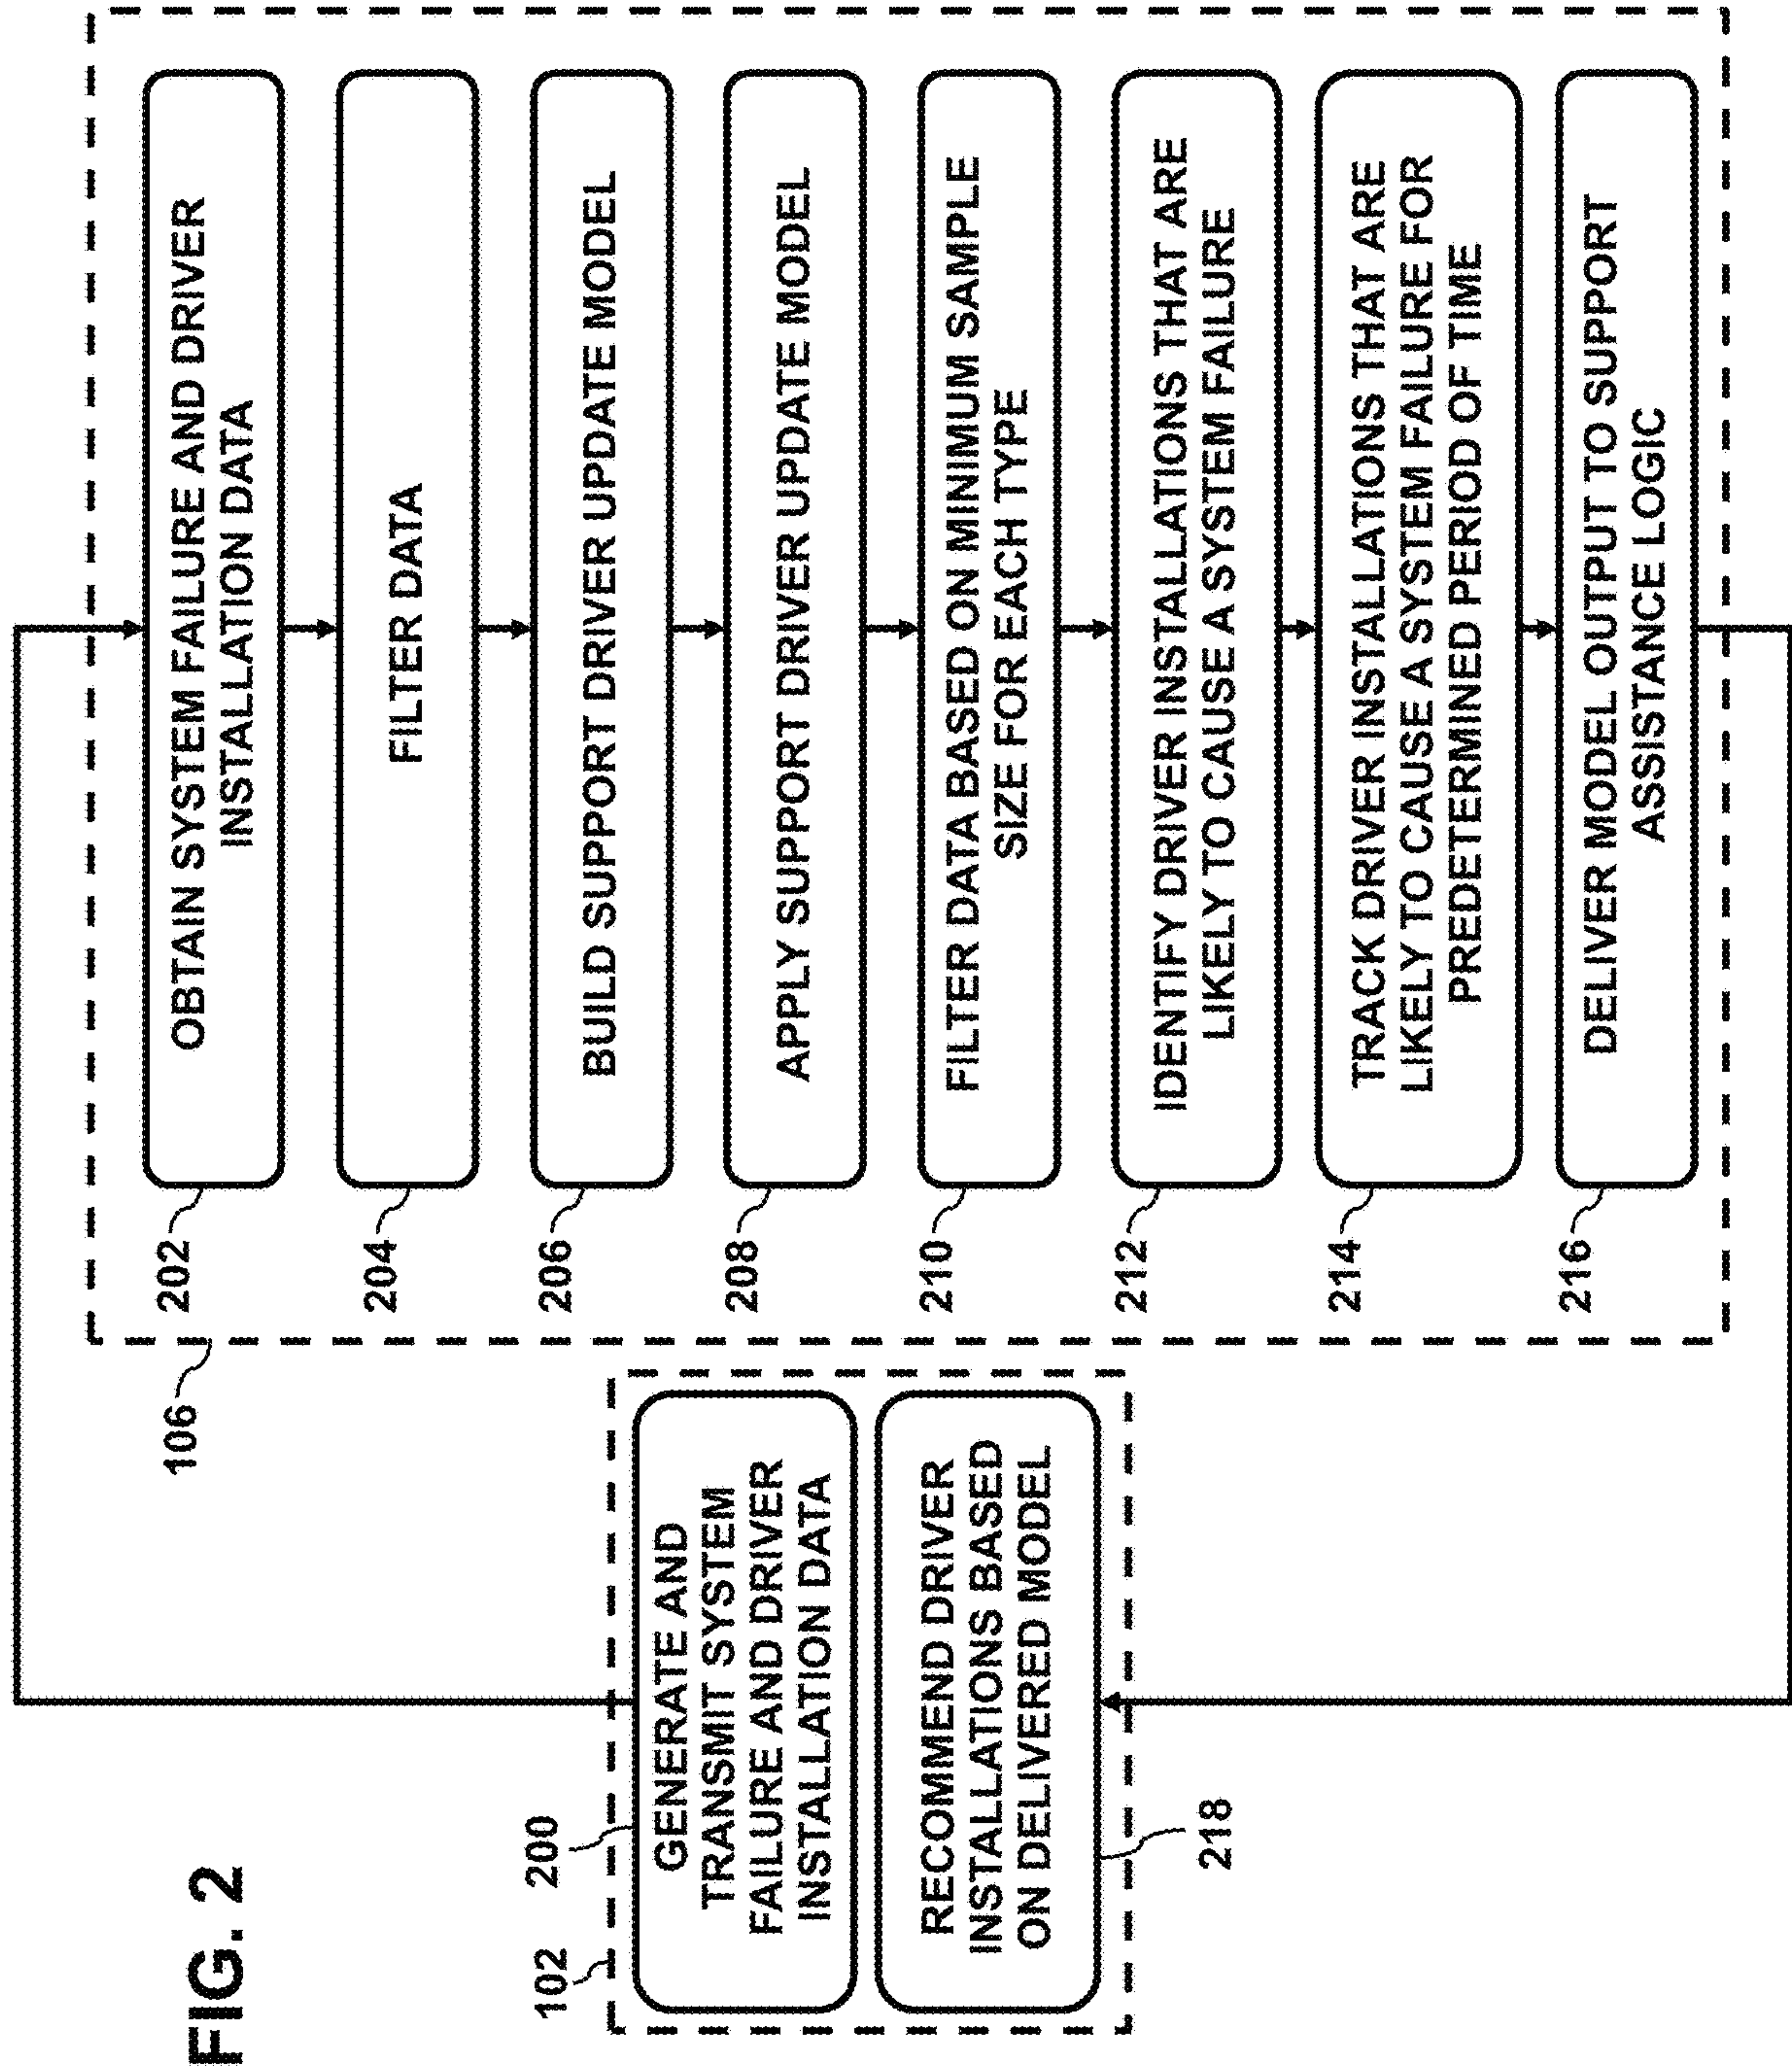 FIG. 2
102
200
GENERATE AND
TRANSMIT SYSTEM
FAILURE AND DRIVER
INSTALLATION DATA
RECOMMEND DRIVER
INSTALLATIONS BASED
ON DELIVERED MODEL
218
106
202
OBTAIN SYSTEM FAILURE AND DRIVER
INSTALLATION DATA
204
FILTER DATA
206
BUILD SUPPORT DRIVER UPDATE MODEL
208
APPLY SUPPORT DRIVER UPDATE MODEL
210
FILTER DATA BASED ON MINIMUM SAMPLE
SIZE FOR EACH TYPE
212
IDENTIFY DRIVER INSTALLATIONS THAT ARE
LIKELY TO CAUSE A SYSTEM FAILURE
214
TRACK DRIVER INSTALLATIONS THAT ARE
LIKELY TO CAUSE A SYSTEM FAILURE FOR
PREDETERMINED PERIOD OF TIME
216
DELIVER MODEL OUTPUT TO SUPPORT
ASSISTANCE LOGIC